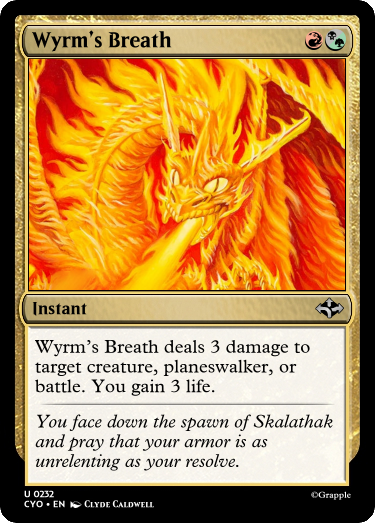 Wyrm's Breath
Instant
Wyrm's Breath deals 3 damage to
target creature, planeswalker, or
battle. You gain 3 life.
You face down the spawn of Skalathak
and pray that your armor is as
unrelenting as your resolve.
U 0232
CYO • EN Clyde Caldwell
©Grapple